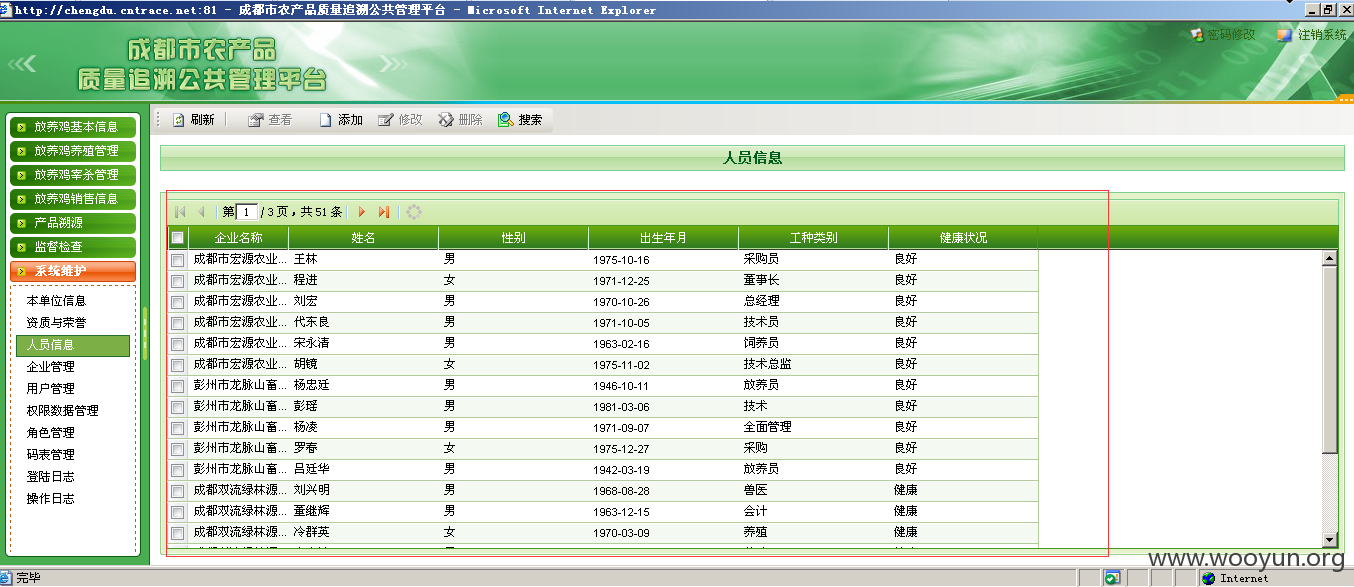 http://chengdu.cntrace.net:81 - 成都市农产品质量追溯公共管理平台 - Microsoft Internet Explorer
成都市农产品
质量追溯公共管理平台
密码修改 注销系统
放养鸡基本信息
放养鸡养殖管理
放养鸡宰杀管理
放养鸡销售信息
产品溯源
监督检查
系统维护
本单位信息
资质与荣誉
人员信息
企业管理
用户管理
权限数据管理
角色管理
码表管理
登陆日志
操作日志
刷新 查看 添加 修改 删除 搜索
人员信息
第 1 / 3 页，共 51 条
企业名称 姓名 性别 出生年月 工种类别 健康状况
成都市宏源农业... 王林 男 1975-10-16 采购员 良好
成都市宏源农业... 程进 女 1971-12-25 董事长 良好
成都市宏源农业... 刘宏 男 1970-10-26 总经理 良好
成都市宏源农业... 代东良 男 1971-10-05 技术员 良好
成都市宏源农业... 宋永清 男 1963-02-16 饲养员 良好
成都市宏源农业... 胡镜 女 1975-11-02 技术总监 良好
彭州市龙脉山畜... 杨忠廷 男 1946-10-11 放养员 良好
彭州市龙脉山畜... 彭瑶 男 1981-03-06 技术 良好
彭州市龙脉山畜... 杨凌 男 1971-09-07 全面管理 良好
彭州市龙脉山畜... 罗春 女 1975-12-27 采购 良好
彭州市龙脉山畜... 吕廷华 男 1942-03-19 放养员 良好
成都双流绿林源... 刘兴明 男 1968-08-28 兽医 健康
成都双流绿林源... 董继辉 男 1963-12-15 会计 健康
成都双流绿林源... 冷群英 女 1970-03-09 养殖 健康
www.wooyun.org
完毕 Internet